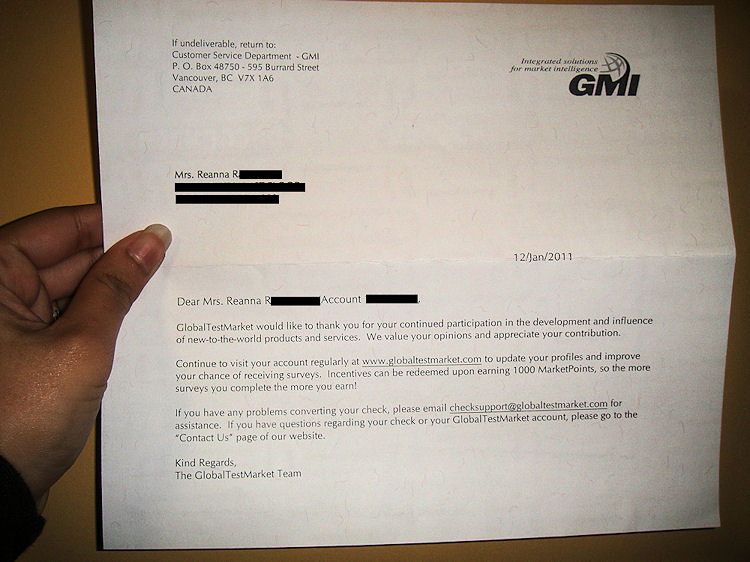 If undeliverable, return to:
Customer Service Department - GMI
P. O. Box 48750 - 595 Burrard Street
Vancouver, BC V7X 1A6
CANADA
Integrated solutions
for market intelligence
GMI
Mrs. Reanna R
12/Jan/2011
Dear Mrs. Reanna R Account ,
GlobalTestMarket would like to thank you for your continued participation in the development and influence
of new-to-the-world products and services. We value your opinions and appreciate your contribution.
Continue to visit your account regularly at www.globaltestmarket.com to update your profiles and improve
your chance of receiving surveys. Incentives can be redeemed upon earning 1000 MarketPoints, so the more
surveys you complete the more you earn!
If you have any problems converting your check, please email checksupport@globaltestmarket.com for
assistance. If you have questions regarding your check or your GlobalTestMarket account, please go to the
"Contact Us" page of our website.
Kind Regards,
The GlobalTestMarket Team